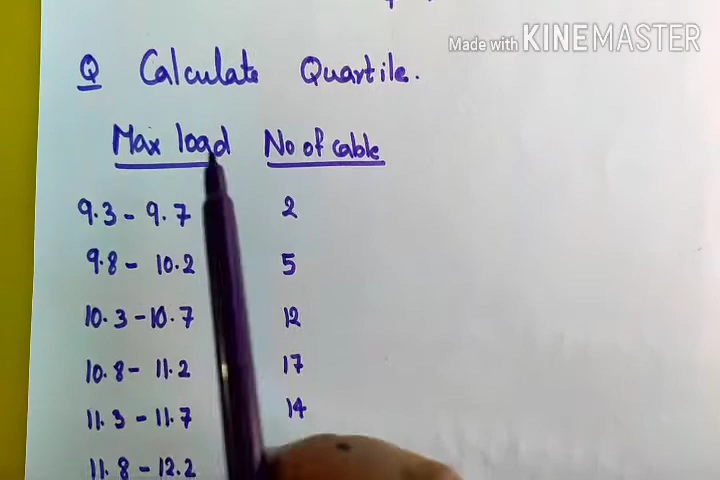 Made with KINEMASTER
Q Calculate Quartile.
Max load No of cable
9.3 - 9.7 2
9.8 - 10.2 5
10.3 - 10.7 12
10.8 - 11.2 17
11.3 - 11.7 14
11.8 - 12.2